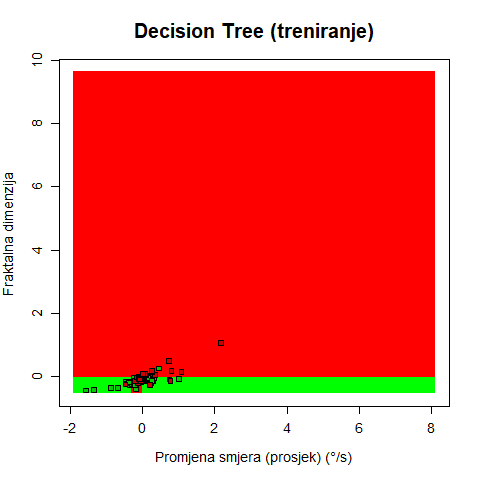 Decision Tree (treniranje)
Fraktalna dimenzija
10
8
6
4
2
0
-2 0 2 4 6 8
Promjena smjera (prosjek) (°/s)